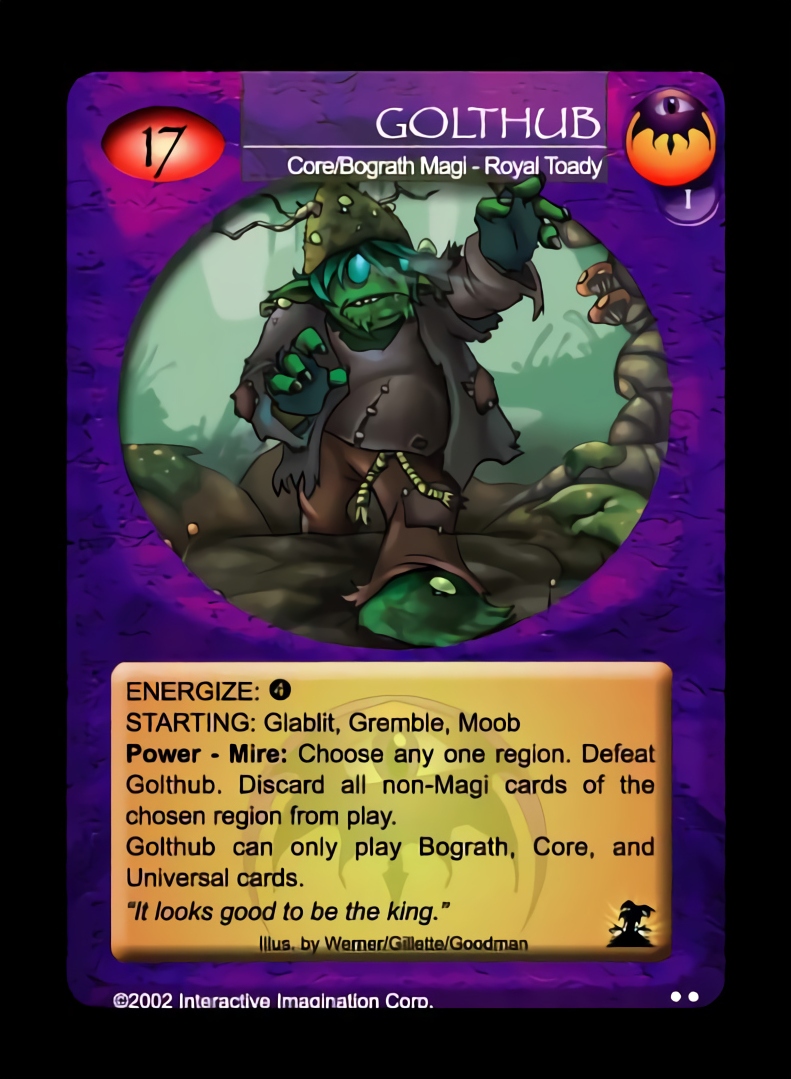 17
GOLTHUB
Core/Bograth Magi - Royal Toady
I
ENERGIZE: 4
STARTING: Glablit, Gremble, Moob
Power - Mire: Choose any one region. Defeat
Golthub. Discard all non-Magi cards of the
chosen region from play.
Golthub can only play Bograth, Core, and
Universal cards.
"It looks good to be the king."
Illus. by Werner/Gillette/Goodman
©2002 Interactive Imagination Corp.